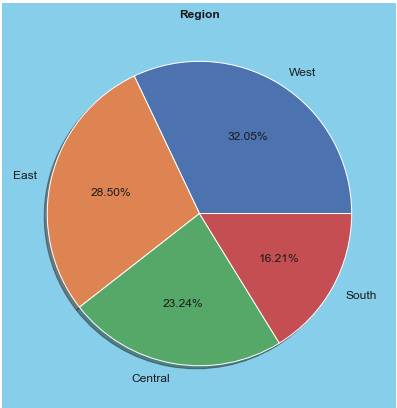 Region
West
32.05%
East
28.50%
16.21%
South
23.24%
Central